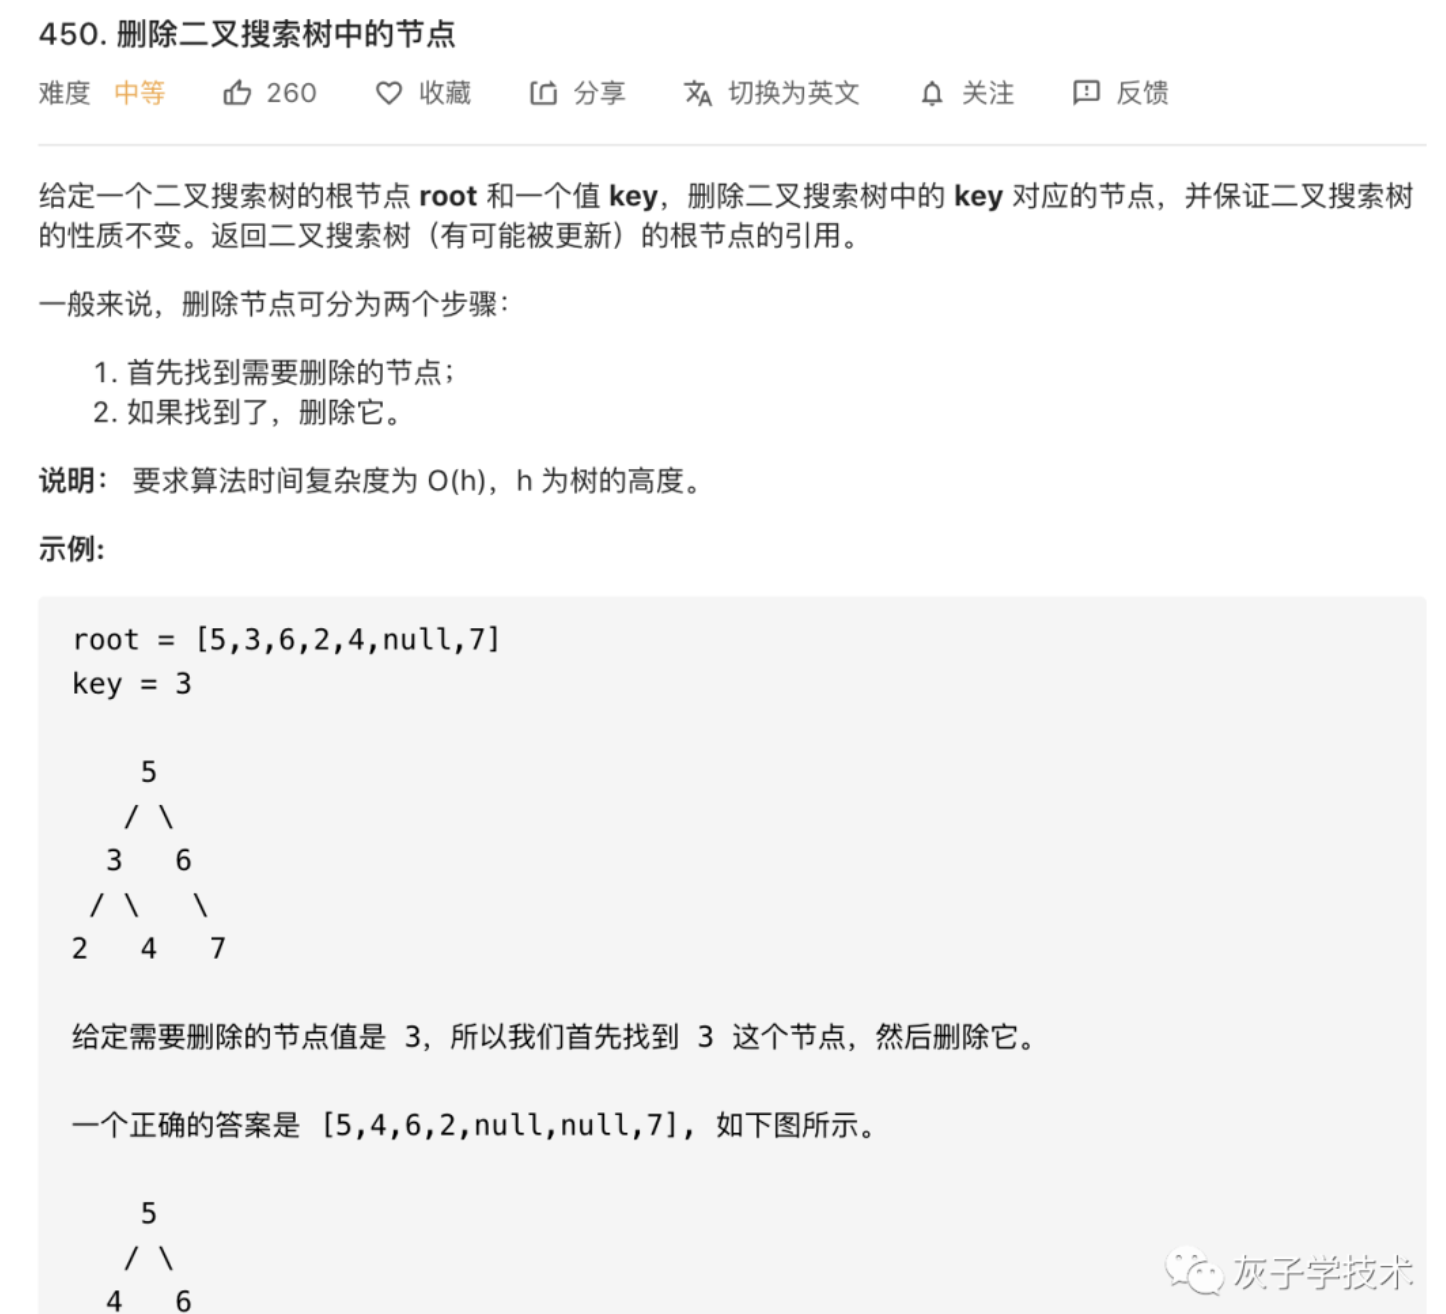 450. 删除二叉搜索树中的节点
难度 中等 260 收藏 分享 切换为英文 关注 反馈
给定一个二叉搜索树的根节点 root 和一个值 key，删除二叉搜索树中的 key 对应的节点，并保证二叉搜索树
的性质不变。返回二叉搜索树（有可能被更新）的根节点的引用。
一般来说，删除节点可分为两个步骤：
1. 首先找到需要删除的节点；
2. 如果找到了，删除它。
说明： 要求算法时间复杂度为 O(h)，h 为树的高度。
示例:
root = [5,3,6,2,4,null,7]
key = 3
5
/ \
3 6
/ \ \
2 4 7
给定需要删除的节点值是 3，所以我们首先找到 3 这个节点，然后删除它。
一个正确的答案是 [5,4,6,2,null,null,7], 如下图所示。
5
/ \
4 6
灰子学技术